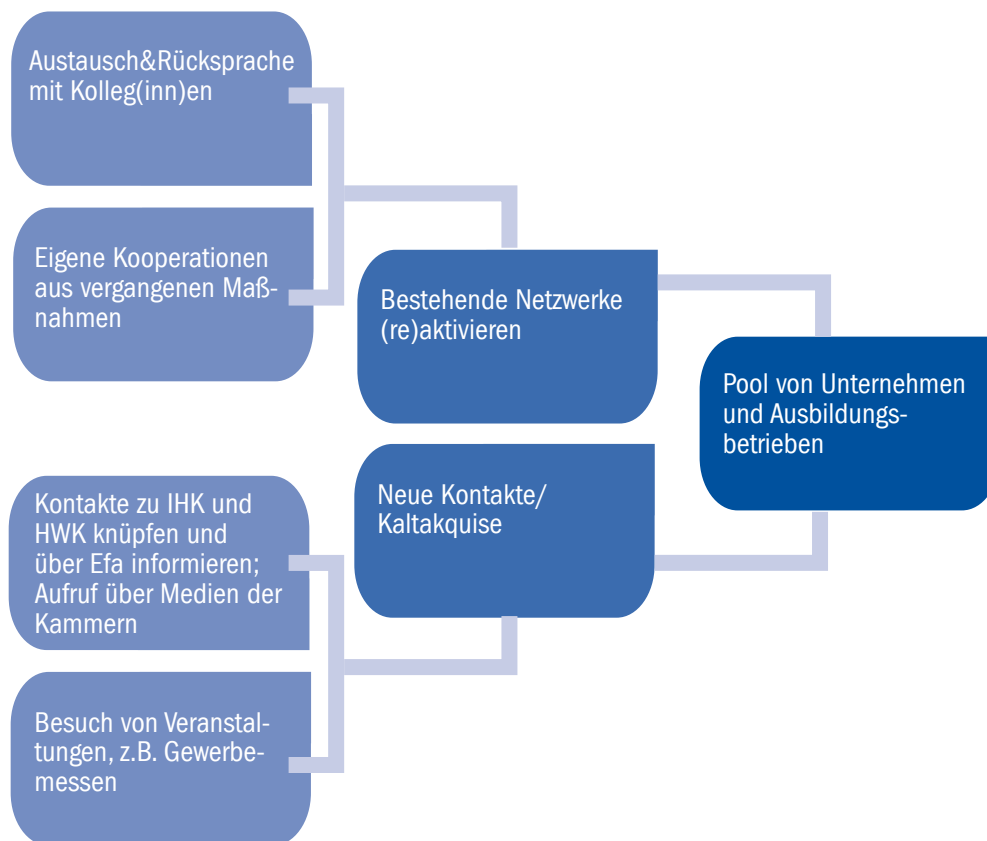 Austausch&Rücksprache
mit Kolleg(inn)en
Eigene Kooperationen
aus vergangenen Maß-
nahmen
Bestehende Netzwerke
(re)aktivieren
Pool von Unternehmen
und Ausbildungs-
betrieben
Neue Kontakte/
Kaltakquise
Kontakte zu IHK und
HWK knüpfen und
über Efa informieren;
Aufruf über Medien der
Kammern
Besuch von Veranstal-
tungen, z.B. Gewerbe-
messen